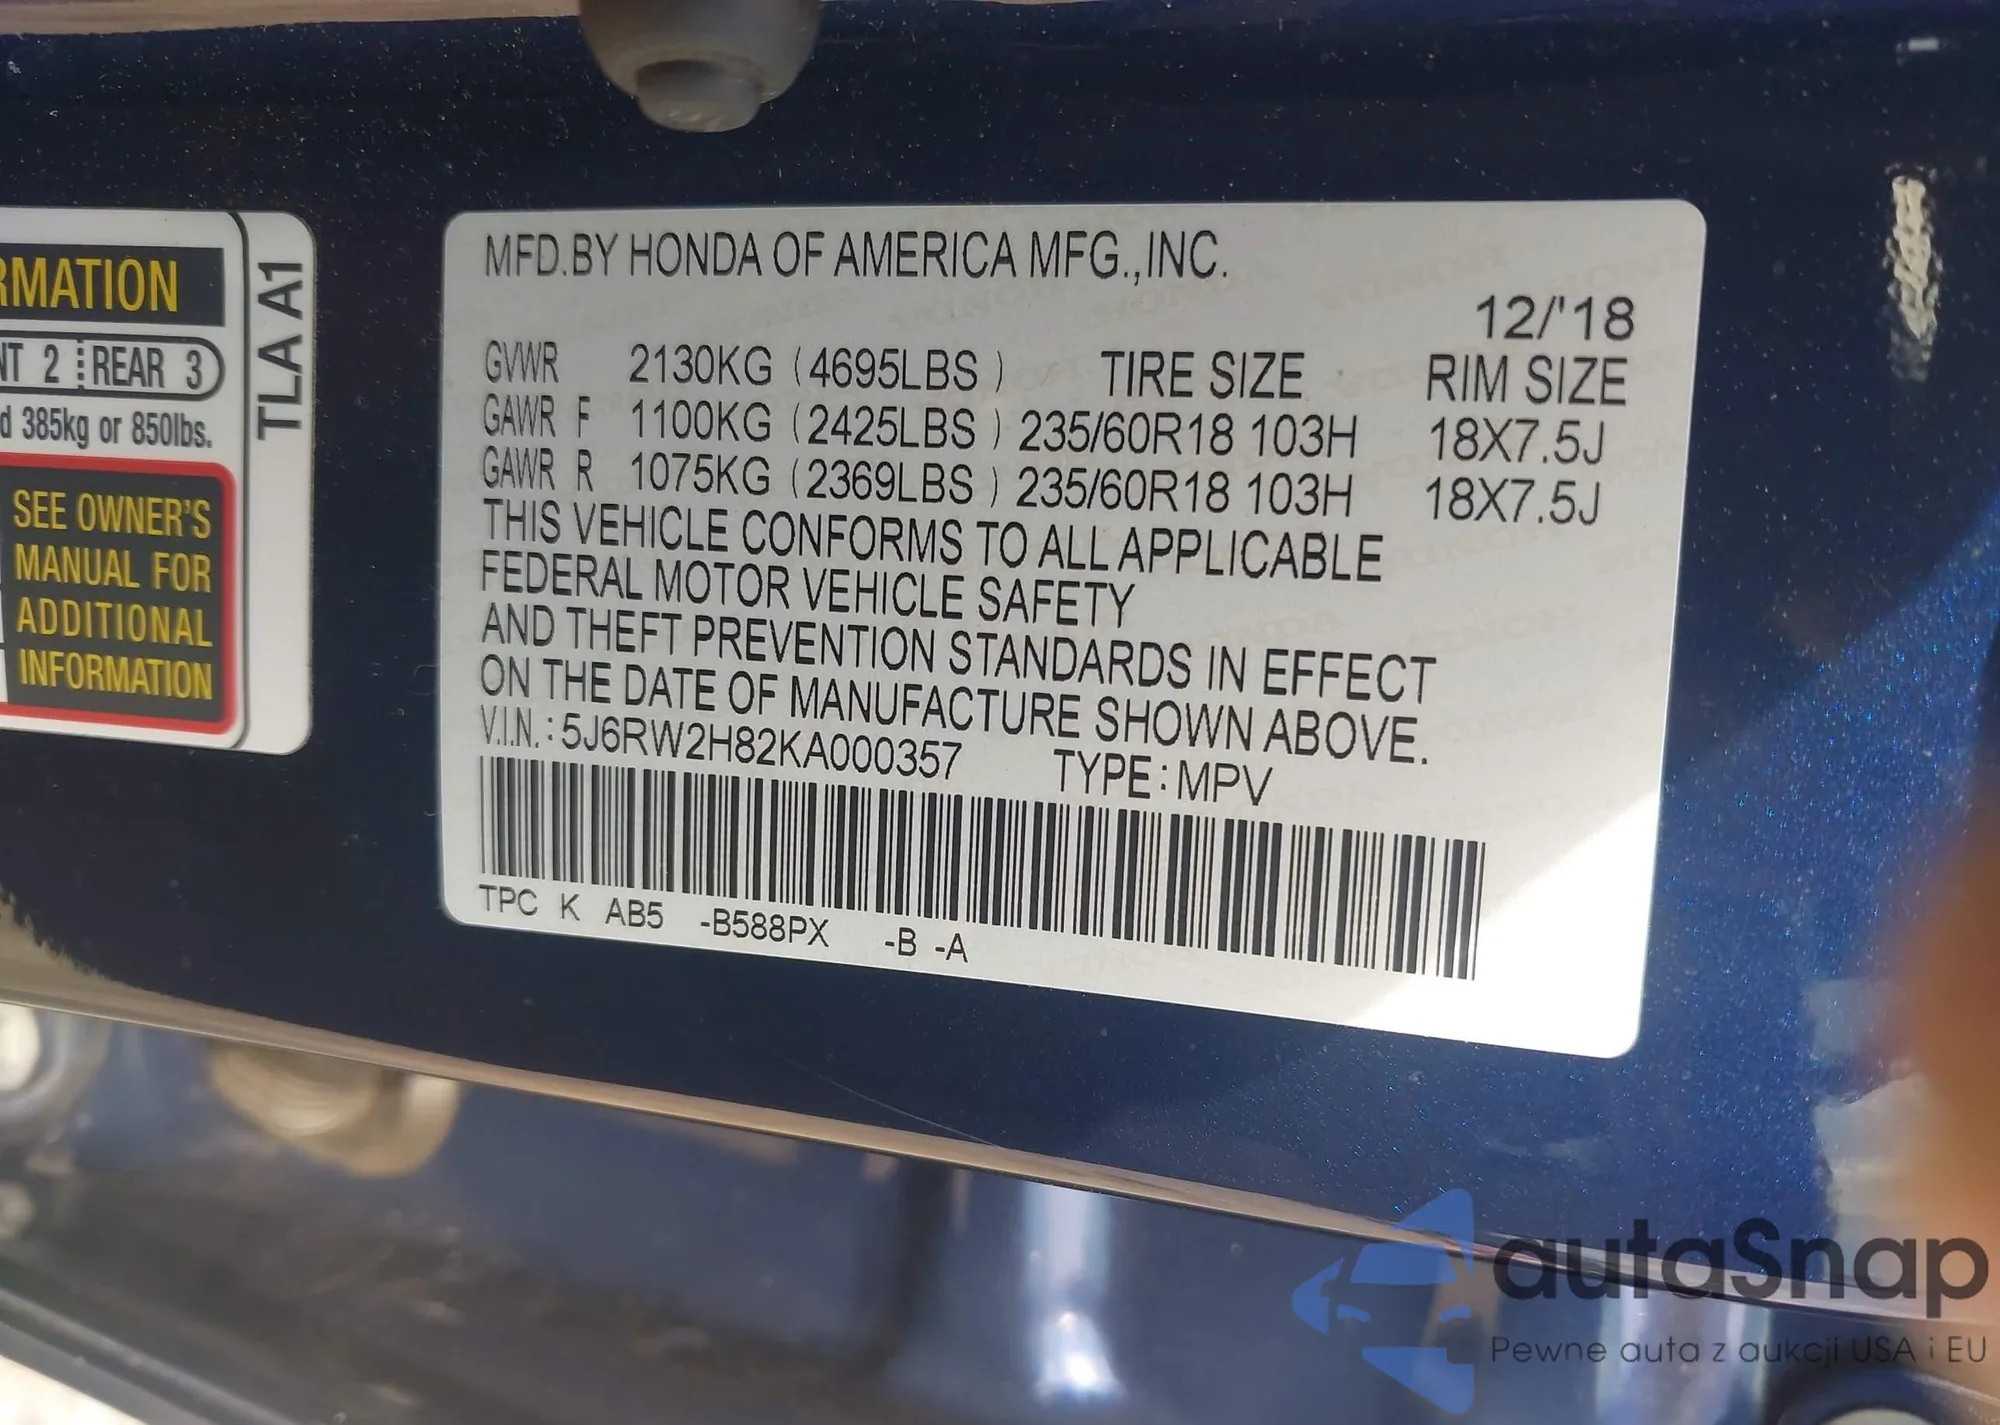 RMATION
NT 2 REAR 3
d 385kg or 850lbs.
SEE OWNER'S
MANUAL FOR
ADDITIONAL
INFORMATION
TLA A1
MFD.BY HONDA OF AMERICA MFG.,INC.
12/'18
GVWR 2130KG (4695LBS ) TIRE SIZE RIM SIZE
GAWR F 1100KG (2425LBS ) 235/60R18 103H 18X7.5J
GAWR R 1075KG (2369LBS ) 235/60R18 103H 18X7.5J
THIS VEHICLE CONFORMS TO ALL APPLICABLE
FEDERAL MOTOR VEHICLE SAFETY
AND THEFT PREVENTION STANDARDS IN EFFECT
ON THE DATE OF MANUFACTURE SHOWN ABOVE.
V.I.N.: 5J6RW2H82KA000357 TYPE: MPV
TPC K AB5 -B588PX -B -A
autaSnap
Pewne auta z aukcji USA i EU